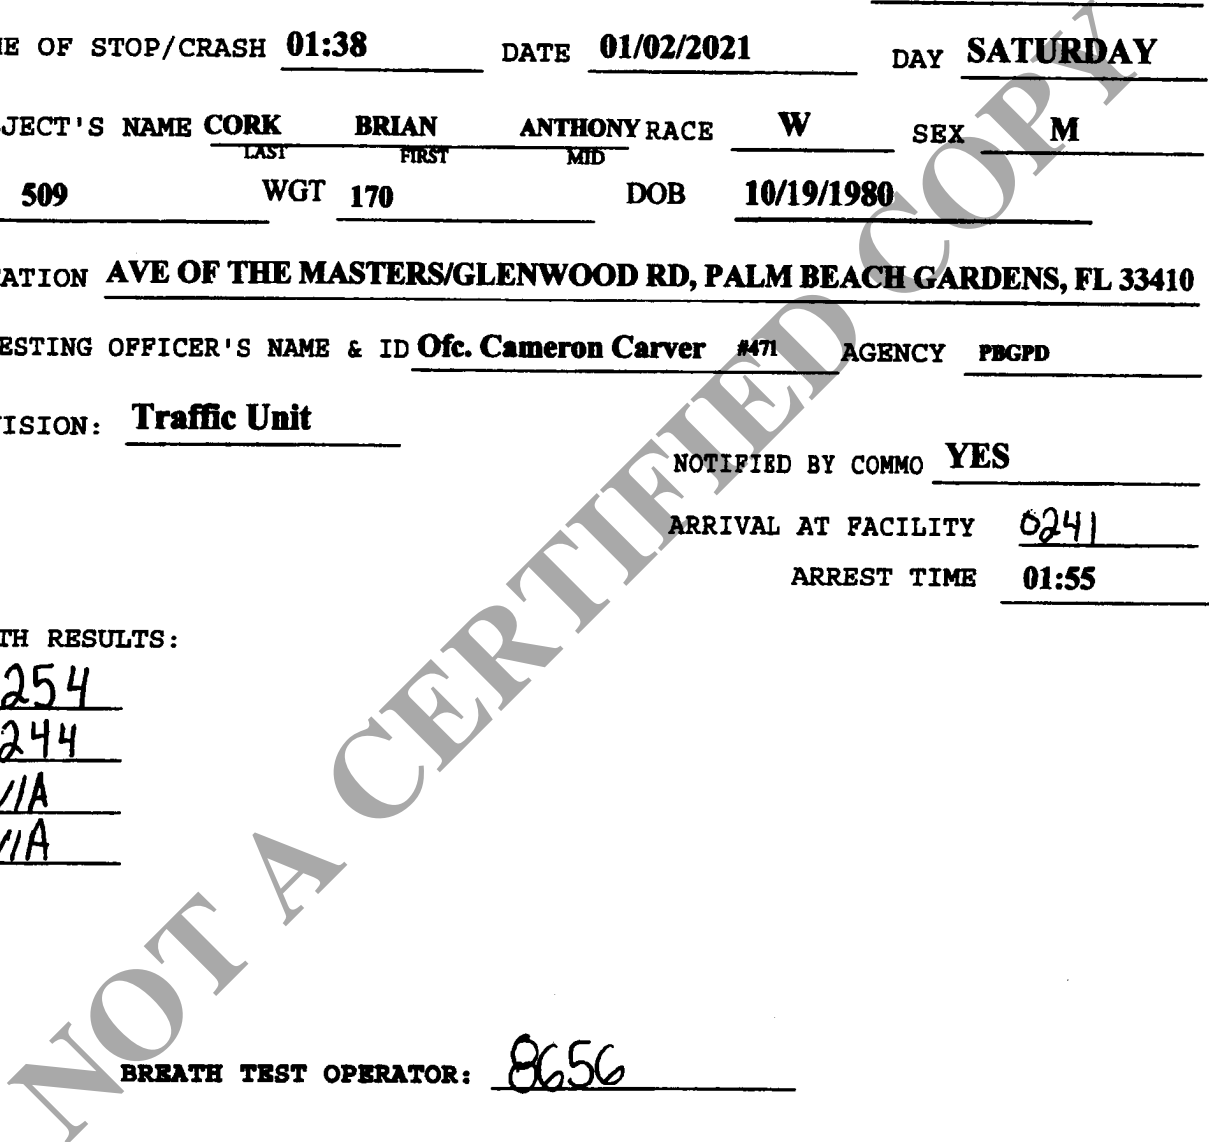 ME OF STOP/CRASH 01:38 DATE 01/02/2021 DAY SATURDAY
JECT'S NAME CORK BRIAN ANTHONY RACE W SEX M
LAST FIRST MID
509 WGT 170 DOB 10/19/1980
ATION AVE OF THE MASTERS/GLENWOOD RD, PALM BEACH GARDENS, FL 33410
ESTING OFFICER'S NAME & ID Ofc. Cameron Carver #471 AGENCY PBGPD
ISION: Traffic Unit
NOTIFIED BY COMMO YES
ARRIVAL AT FACILITY 0241
ARREST TIME 01:55
TH RESULTS:
254
244
N/A
N/A
BREATH TEST OPERATOR: 8656
NOT A CERTIFIED COPY